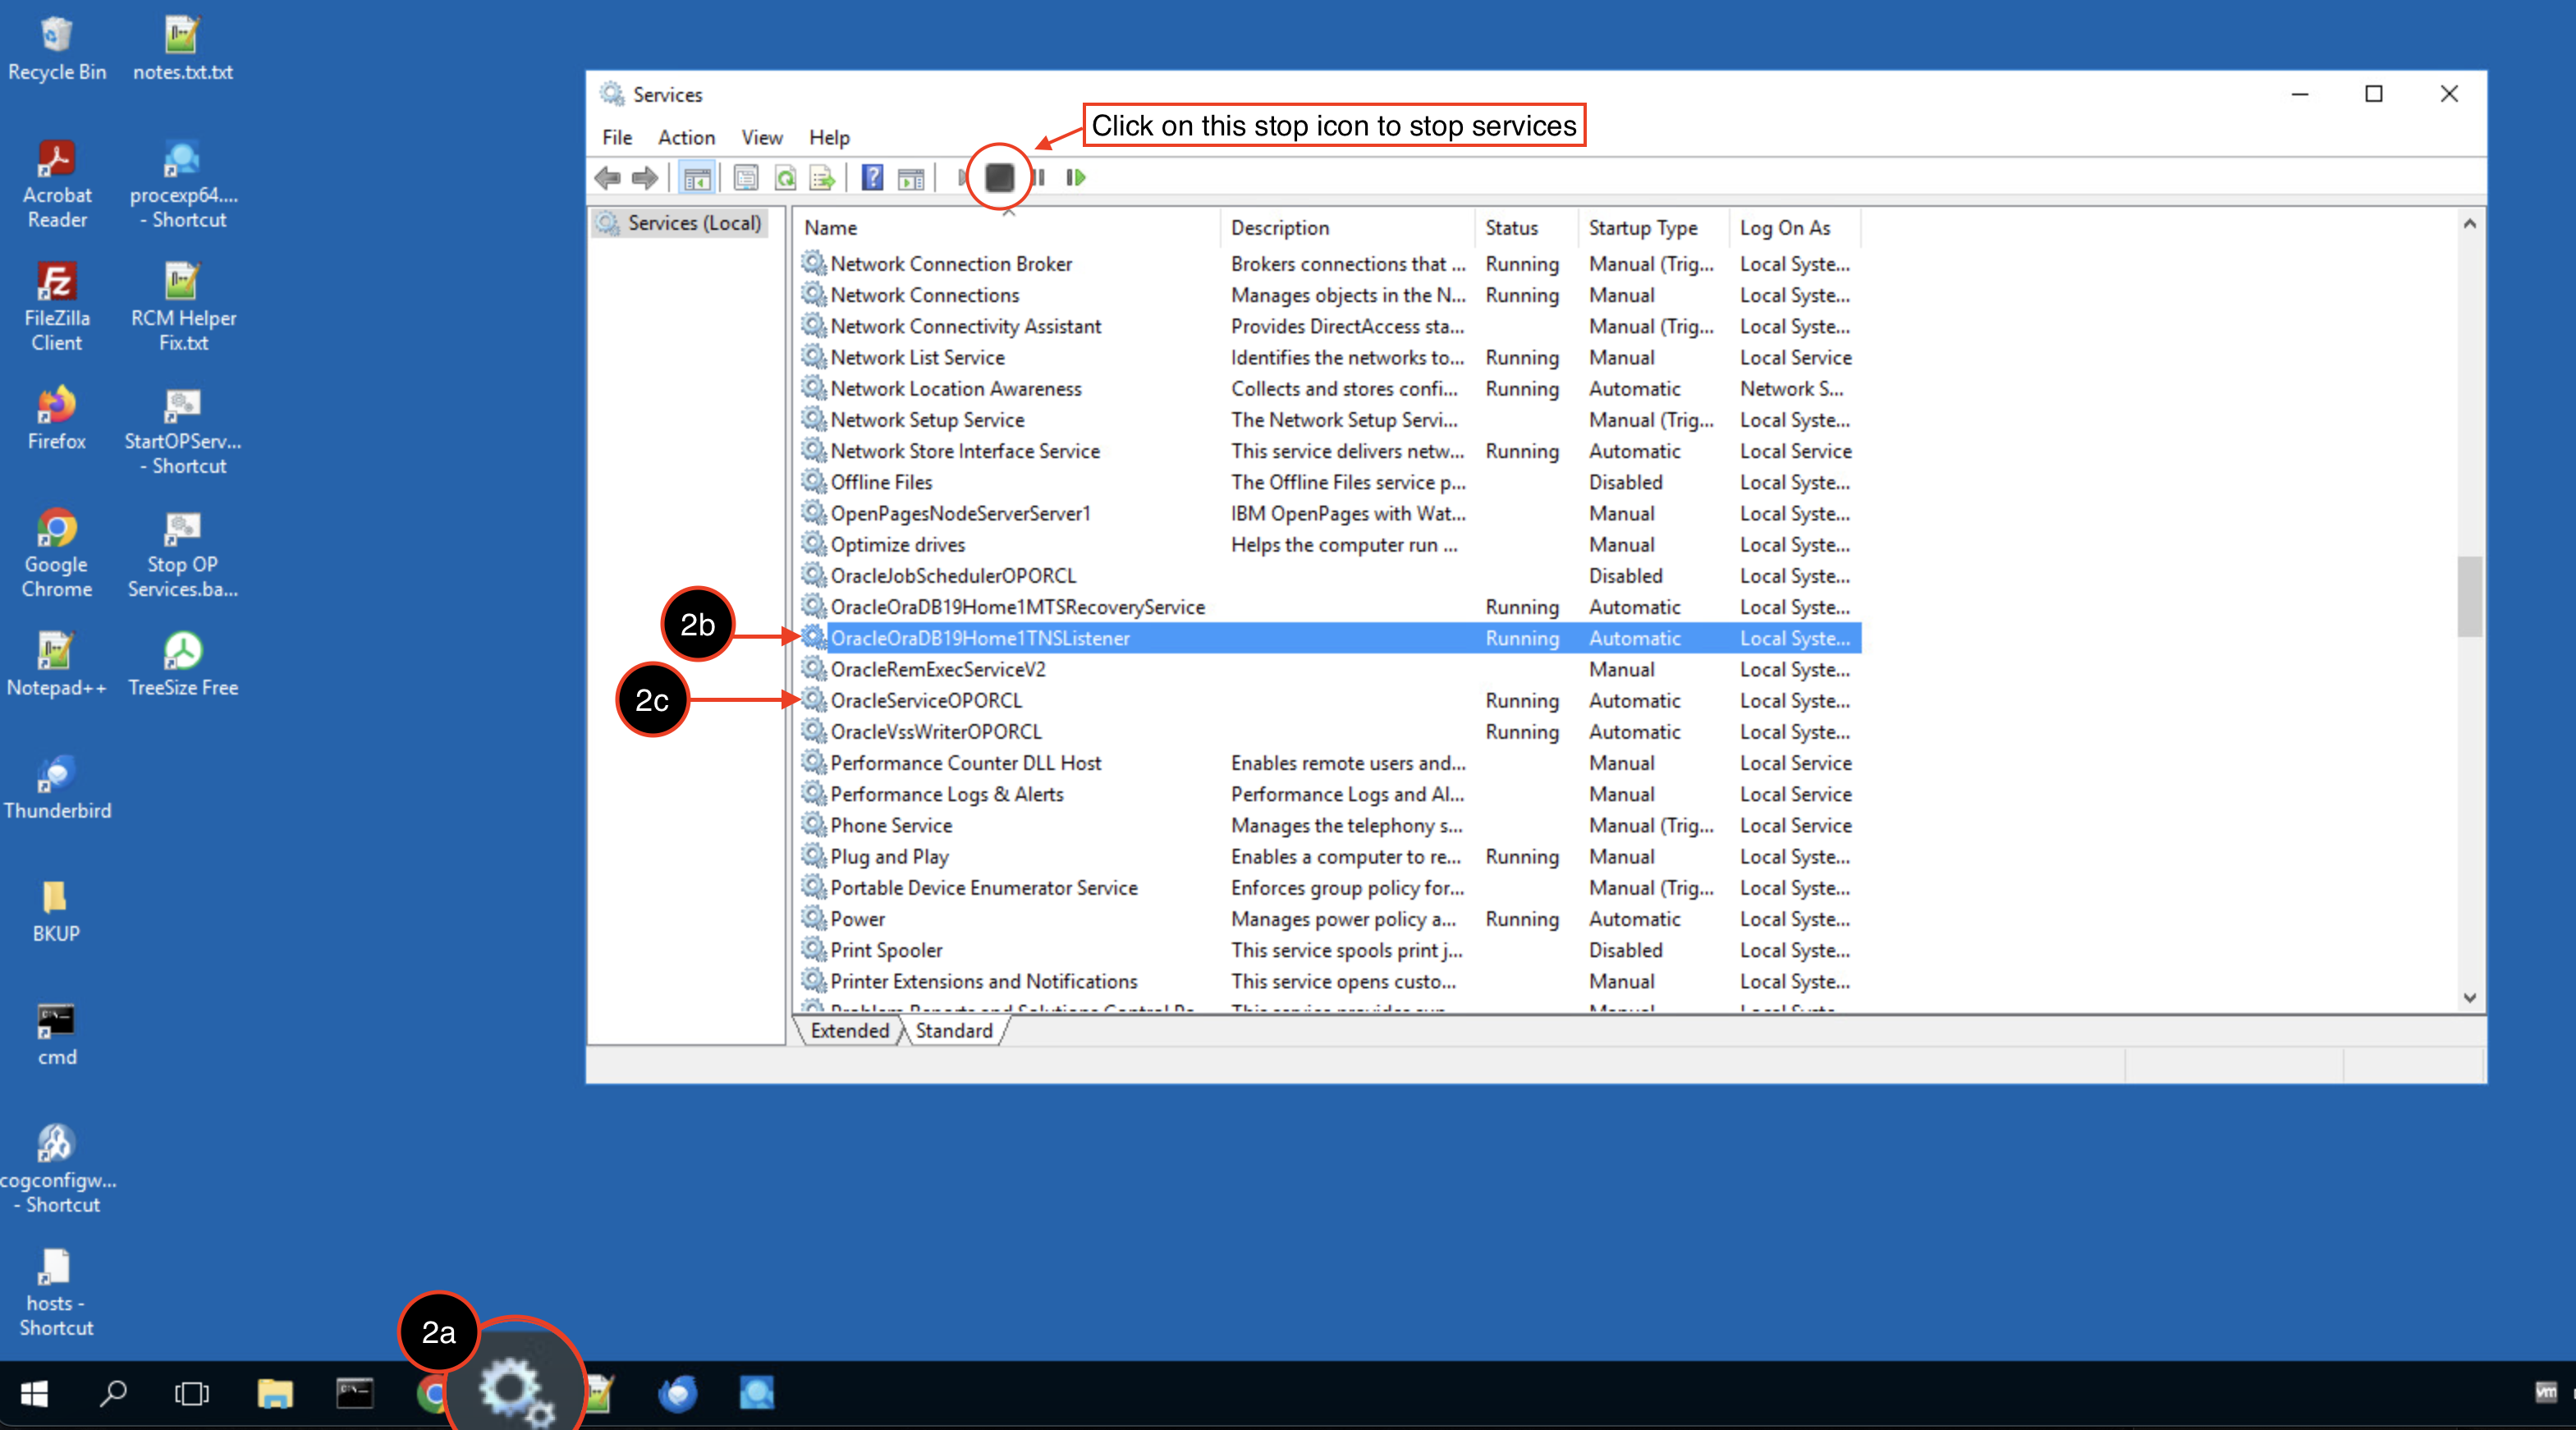 Recycle Bin
notes.txt.txt
Acrobat
Reader
procexp64....
- Shortcut
FileZilla
Client
RCM Helper
Fix.txt
Firefox
StartOPServ...
- Shortcut
Google
Chrome
Stop OP
Services.ba...
Notepad++
TreeSize Free
Thunderbird
BKUP
cmd
cogconfigw...
- Shortcut
hosts -
Shortcut
Services
File Action View Help
Click on this stop icon to stop services
Services (Local)
Name Description Status Startup Type Log On As
Network Connection Broker Brokers connections that ... Running Manual (Trig... Local Syste...
Network Connections Manages objects in the N... Running Manual Local Syste...
Network Connectivity Assistant Provides DirectAccess sta... Manual (Trig... Local Syste...
Network List Service Identifies the networks to... Running Manual Local Service
Network Location Awareness Collects and stores confi... Running Automatic Network S...
Network Setup Service The Network Setup Servi... Manual (Trig... Local Syste...
Network Store Interface Service This service delivers netw... Running Automatic Local Service
Offline Files The Offline Files service p... Disabled Local Syste...
OpenPagesNodeServerServer1 IBM OpenPages with Wat... Manual Local Syste...
Optimize drives Helps the computer run ... Manual Local Syste...
OracleJobSchedulerOPORCL Disabled Local Syste...
OracleOraDB19Home1MTSRecoveryService Running Automatic Local Syste...
2b
OracleOraDB19Home1TNSListener Running Automatic Local Syste...
OracleRemExecServiceV2 Manual Local Syste...
2c
OracleServiceOPORCL Running Automatic Local Syste...
OracleVssWriterOPORCL Running Automatic Local Syste...
Performance Counter DLL Host Enables remote users and... Manual Local Service
Performance Logs & Alerts Performance Logs and Al... Manual Local Service
Phone Service Manages the telephony s... Manual (Trig... Local Service
Plug and Play Enables a computer to re... Running Manual Local Syste...
Portable Device Enumerator Service Enforces group policy for... Manual (Trig... Local Syste...
Power Manages power policy a... Running Automatic Local Syste...
Print Spooler This service spools print j... Disabled Local Syste...
Printer Extensions and Notifications This service opens custo... Manual Local Syste...
Extended Standard
2a
vm